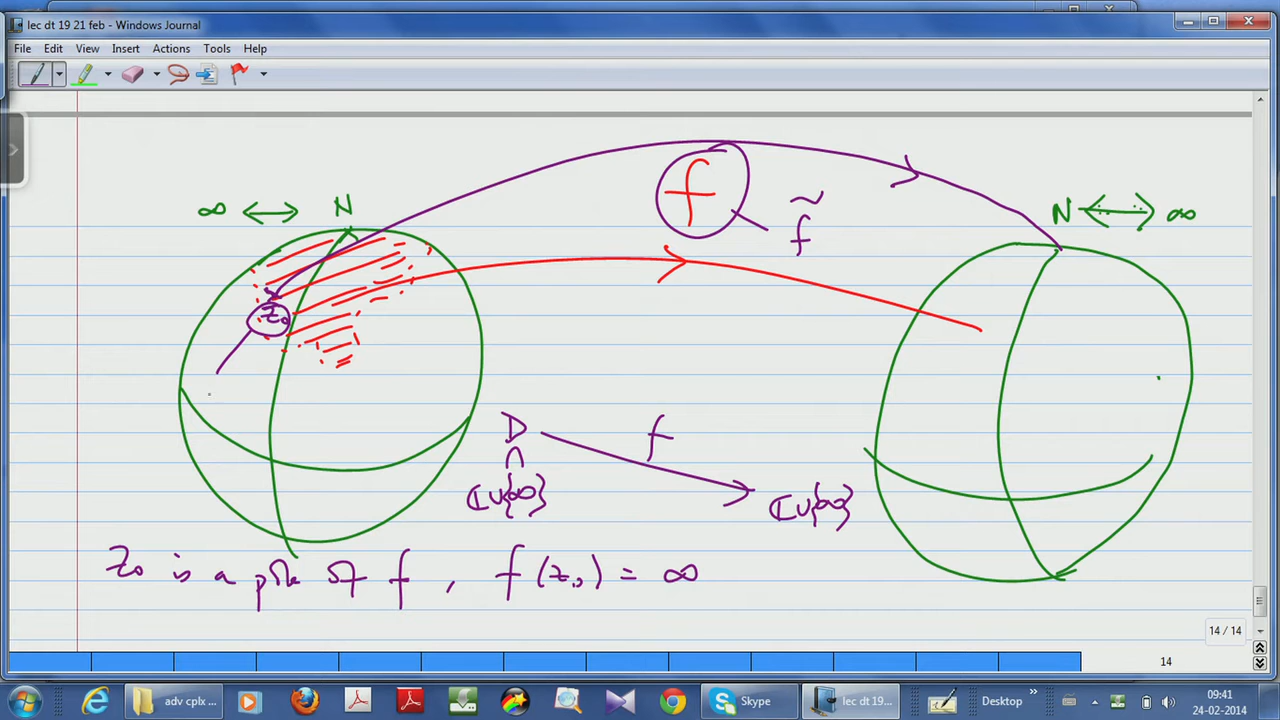 lec dt 19 21 feb - Windows Journal
File Edit View Insert Actions Tools Help
f
f̃
∞ ↔ N
N ↔ ∞
z₀
D f
∩
ℂ∪{∞} ℂ∪{∞}
z₀ is a pole of f, f(z₀) = ∞
14 / 14
14
adv cplx ...
Skype
lec dt 19...
Desktop
09:41
24-02-2014